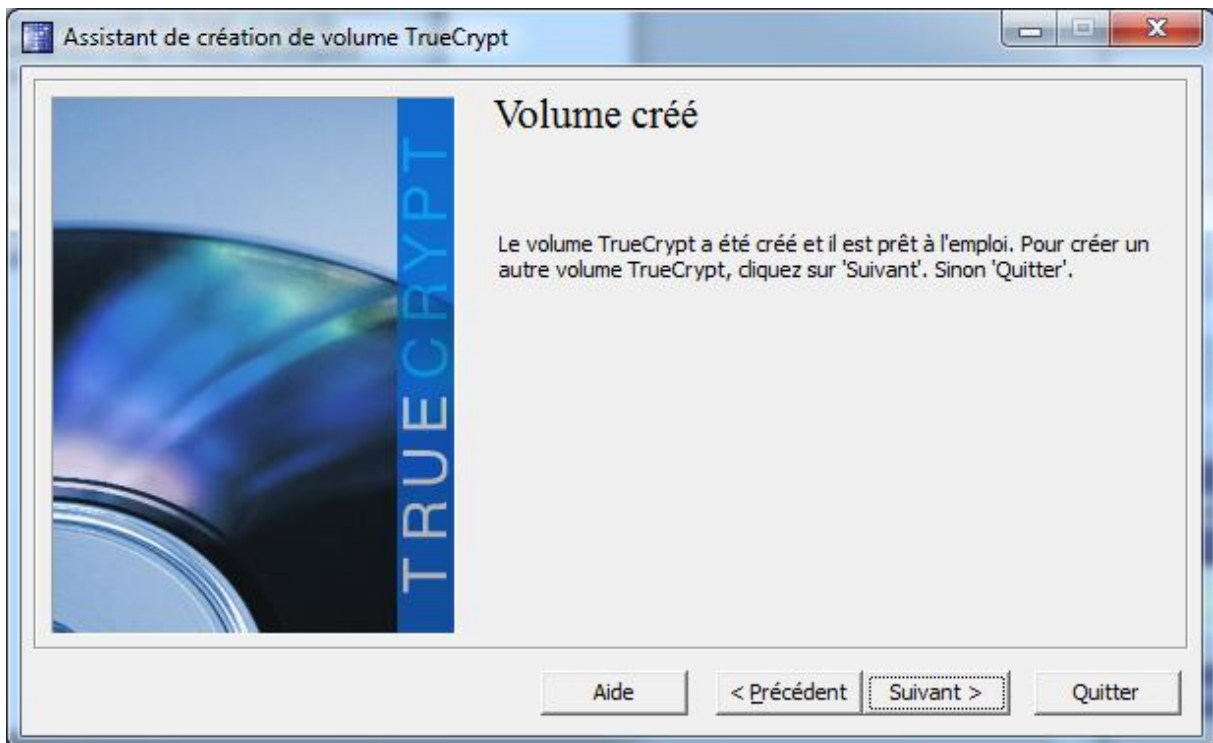 Assistant de création de volume TrueCrypt
Volume créé
Le volume TrueCrypt a été créé et il est prêt à l'emploi. Pour créer un
autre volume TrueCrypt, cliquez sur 'Suivant'. Sinon 'Quitter'.
TRUECRYPT
Aide
< Précédent
Suivant >
Quitter